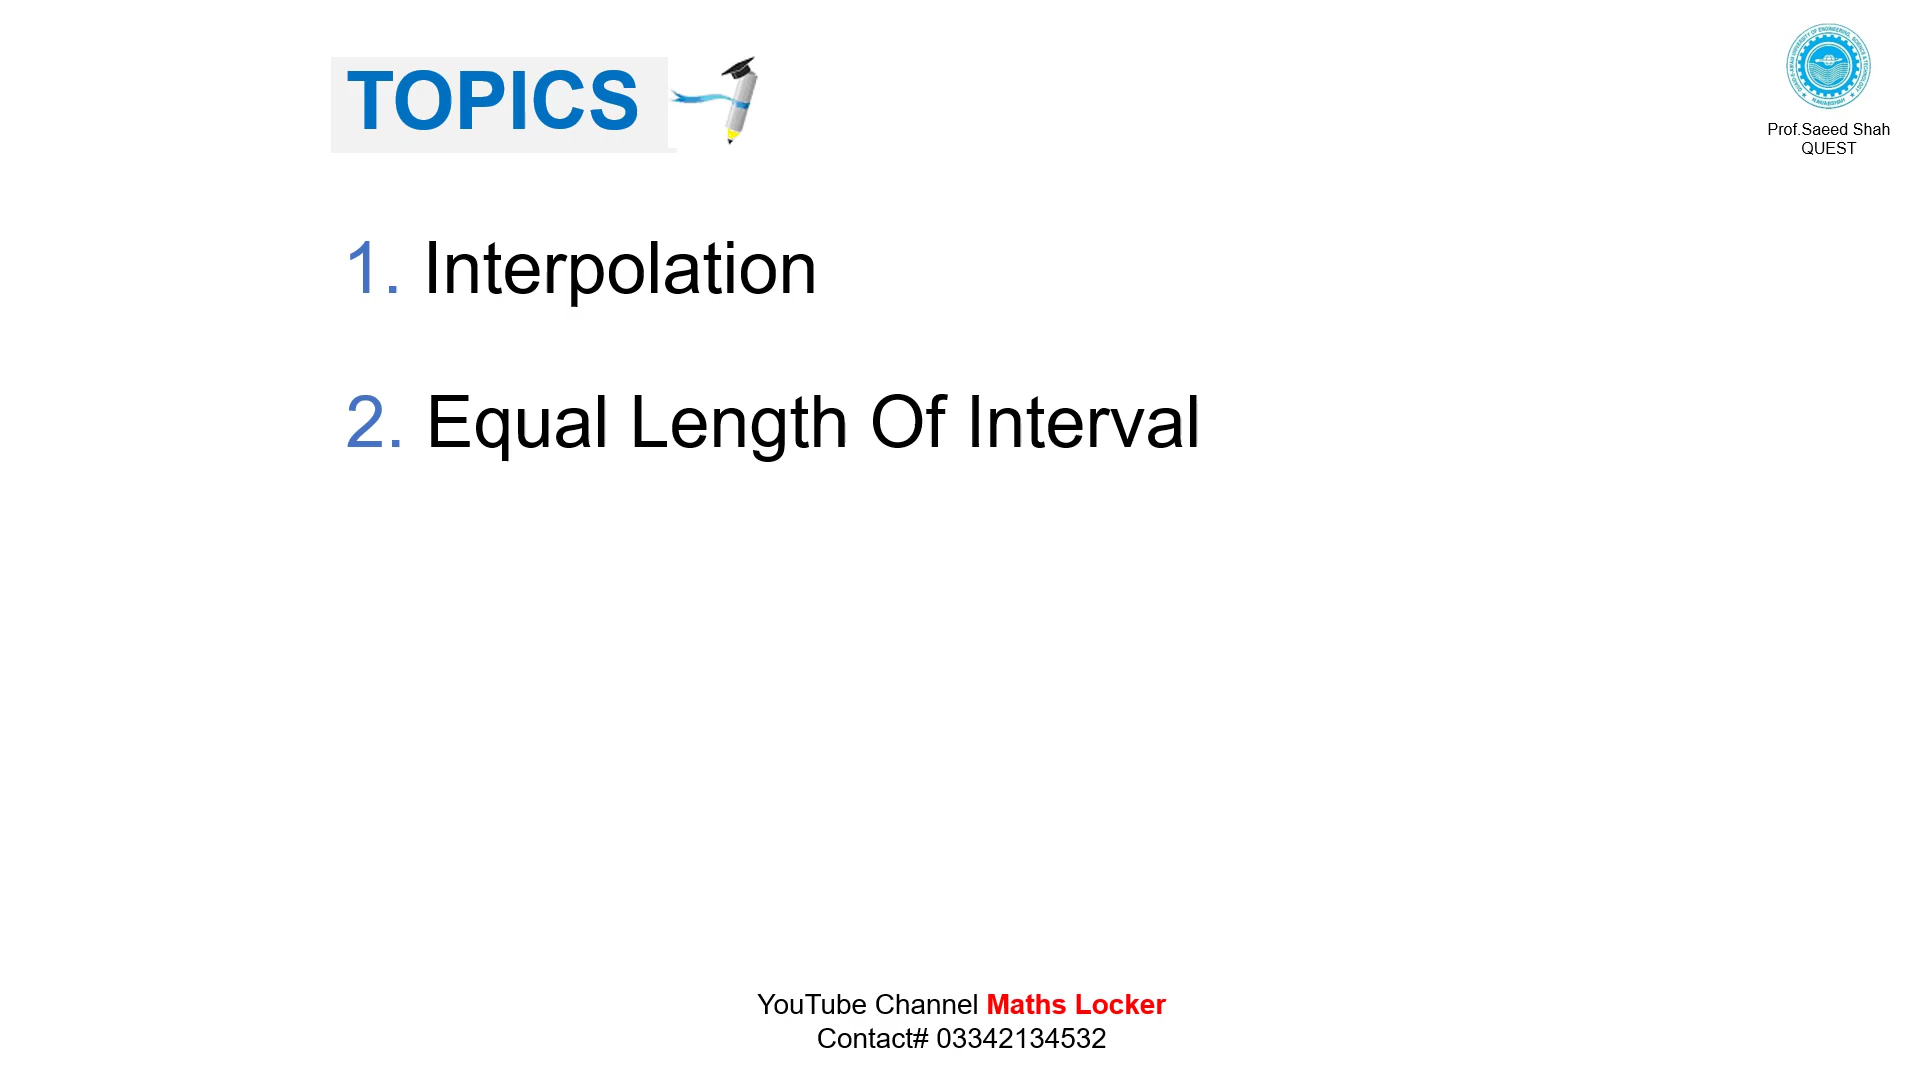 TOPICS
Prof.Saeed Shah
QUEST
1. Interpolation
2. Equal Length Of Interval
YouTube Channel Maths Locker
Contact# 03342134532